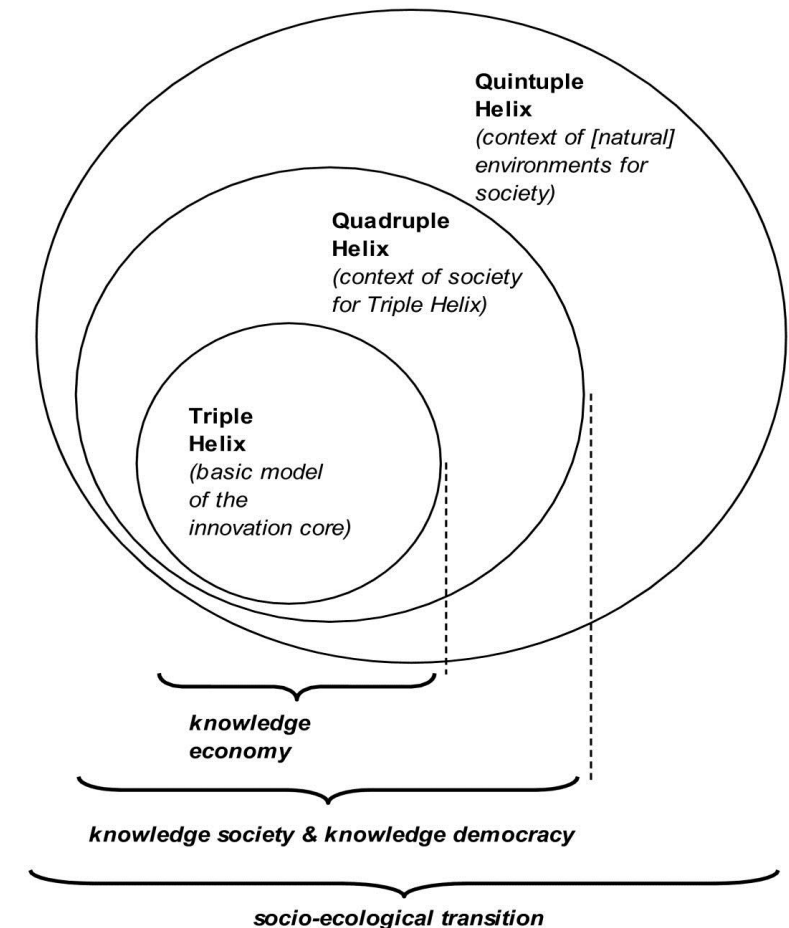 Quintuple
Helix
(context of [natural]
environments for
society)
Quadruple
Helix
(context of society
for Triple Helix)
Triple
Helix
(basic model
of the
innovation core)
knowledge
economy
knowledge society & knowledge democracy
socio-ecological transition